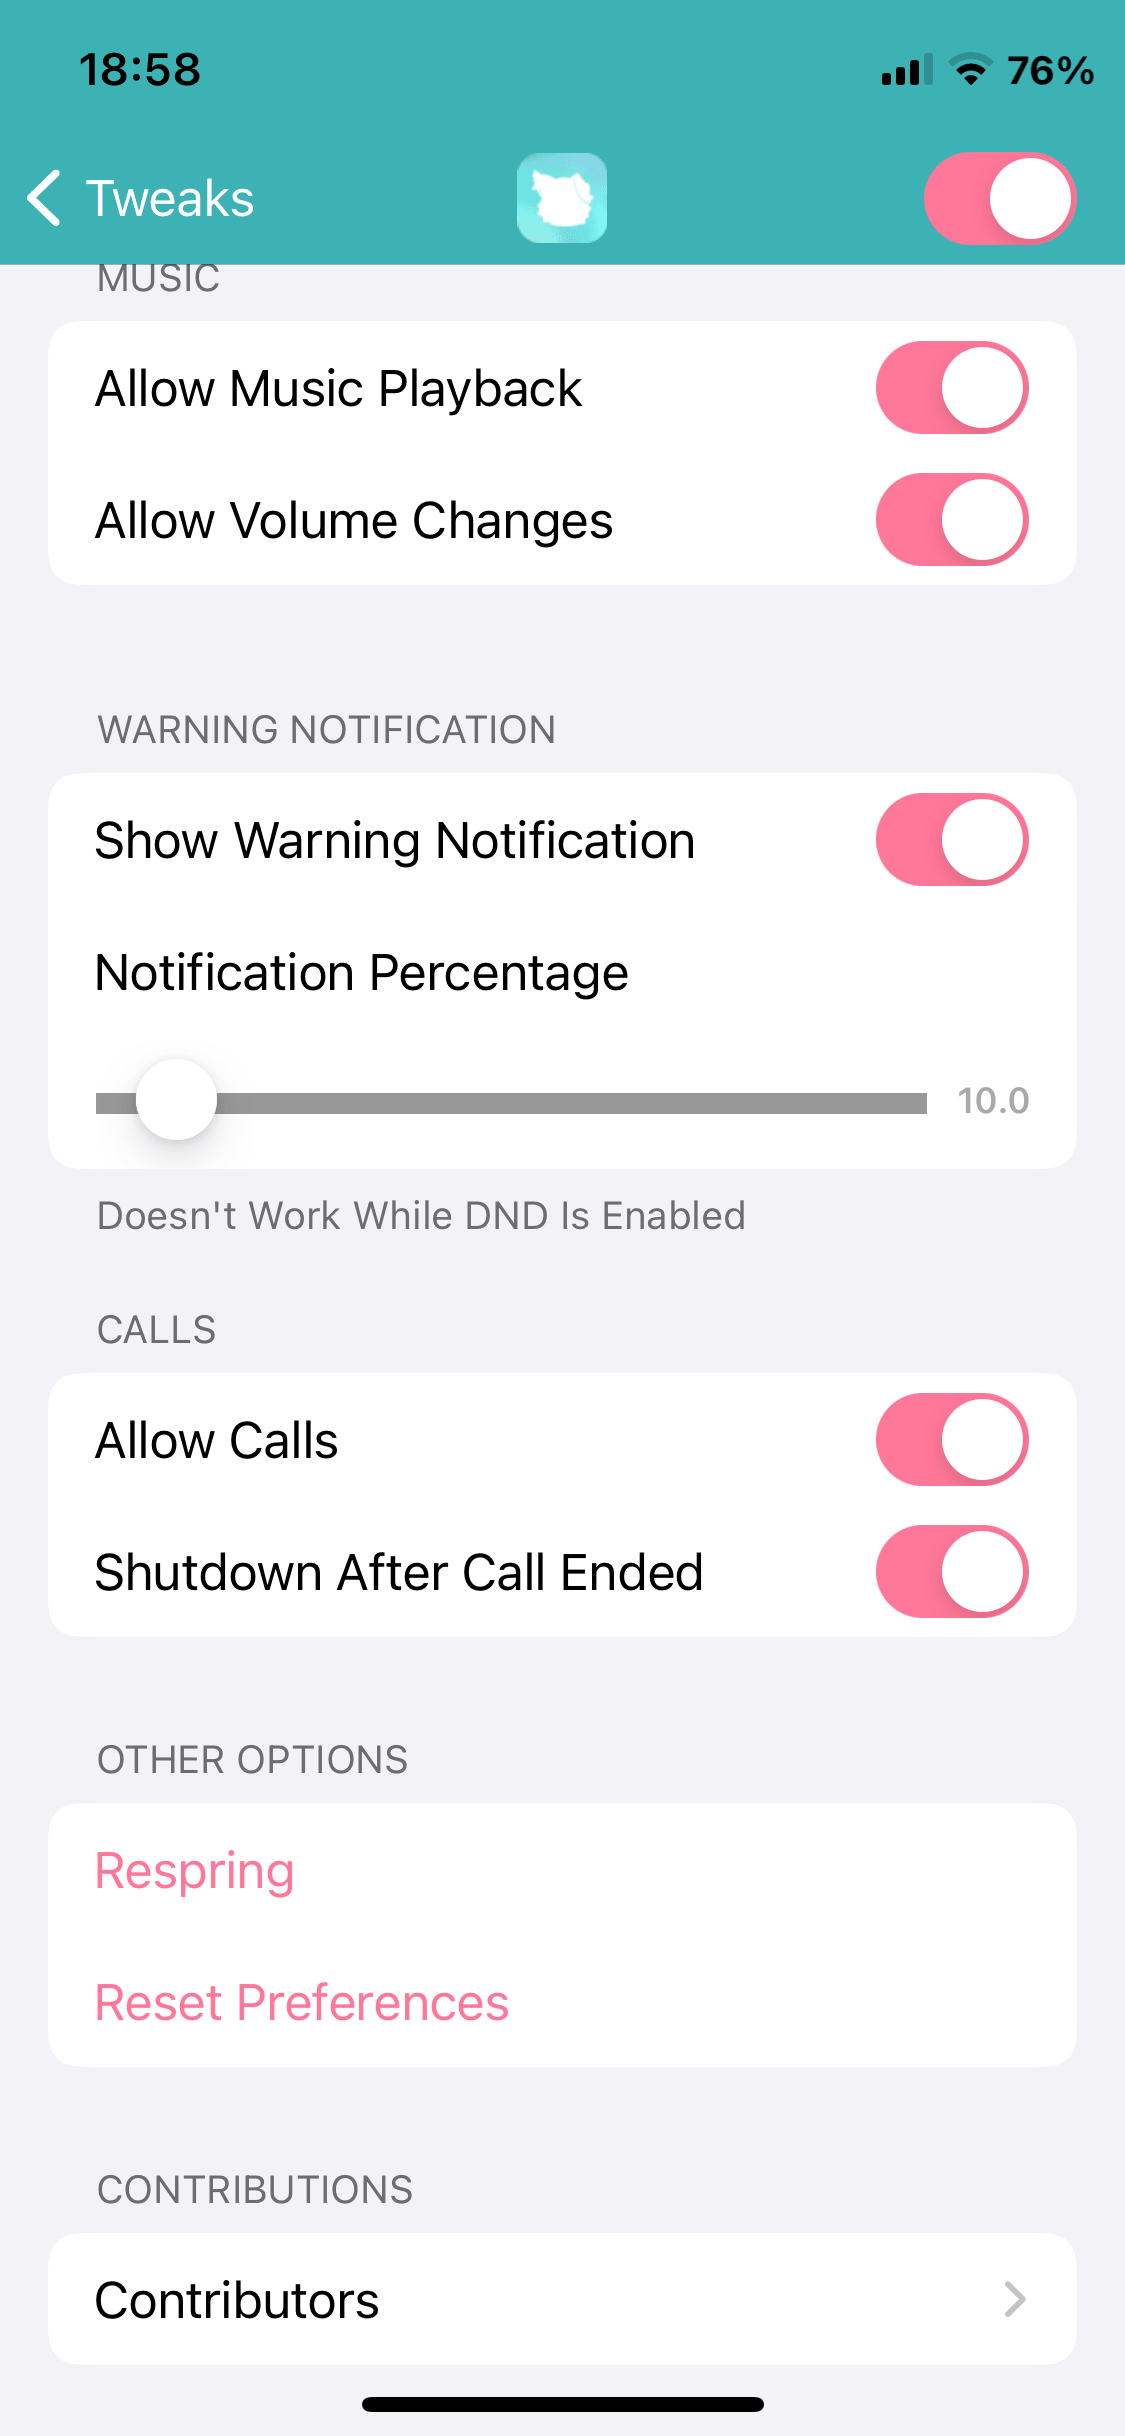 18:58
76%
Tweaks
MUSIC
Allow Music Playback
Allow Volume Changes
WARNING NOTIFICATION
Show Warning Notification
Notification Percentage
10.0
Doesn't Work While DND Is Enabled
CALLS
Allow Calls
Shutdown After Call Ended
OTHER OPTIONS
Respring
Reset Preferences
CONTRIBUTIONS
Contributors